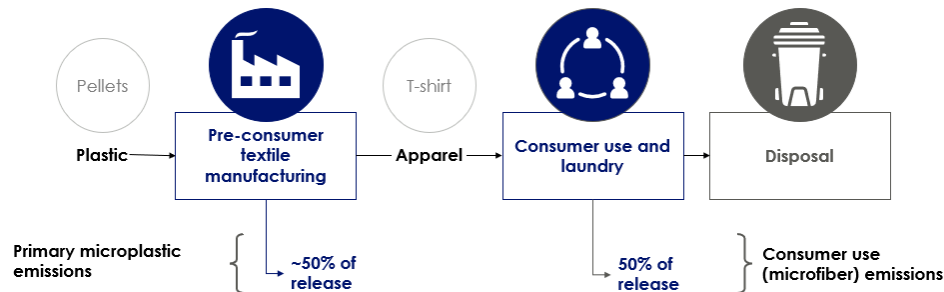 Pellets
T-shirt
Plastic
Pre-consumer
textile
manufacturing
Apparel
Consumer use and
laundry
Disposal
Primary microplastic
emissions
~50% of
release
50% of
release
Consumer use
(microfiber) emissions